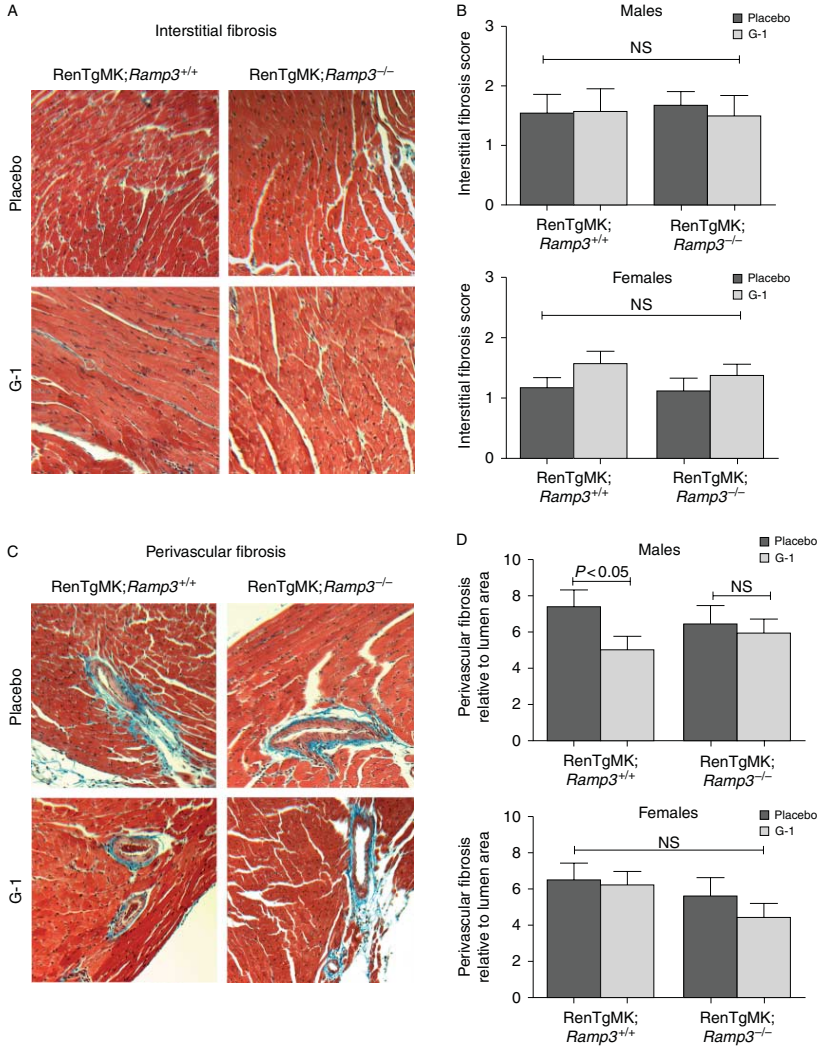 A
Interstitial fibrosis
RenTgMK;Ramp3+/+
RenTgMK;Ramp3–/–
Placebo
G-1
B
Males
Placebo
G-1
NS
Interstitial fibrosis score
3
2
1
0
RenTgMK;
Ramp3+/+
RenTgMK;
Ramp3–/–
Females
Placebo
G-1
NS
Interstitial fibrosis score
3
2
1
0
RenTgMK;
Ramp3+/+
RenTgMK;
Ramp3–/–
C
Perivascular fibrosis
RenTgMK;Ramp3+/+
RenTgMK;Ramp3–/–
Placebo
G-1
D
Males
Placebo
G-1
P<0.05
NS
Perivascular fibrosis
relative to lumen area
10
8
6
4
2
0
RenTgMK;
Ramp3+/+
RenTgMK;
Ramp3–/–
Females
Placebo
G-1
NS
Perivascular fibrosis
relative to lumen area
10
8
6
4
2
0
RenTgMK;
Ramp3+/+
RenTgMK;
Ramp3–/–